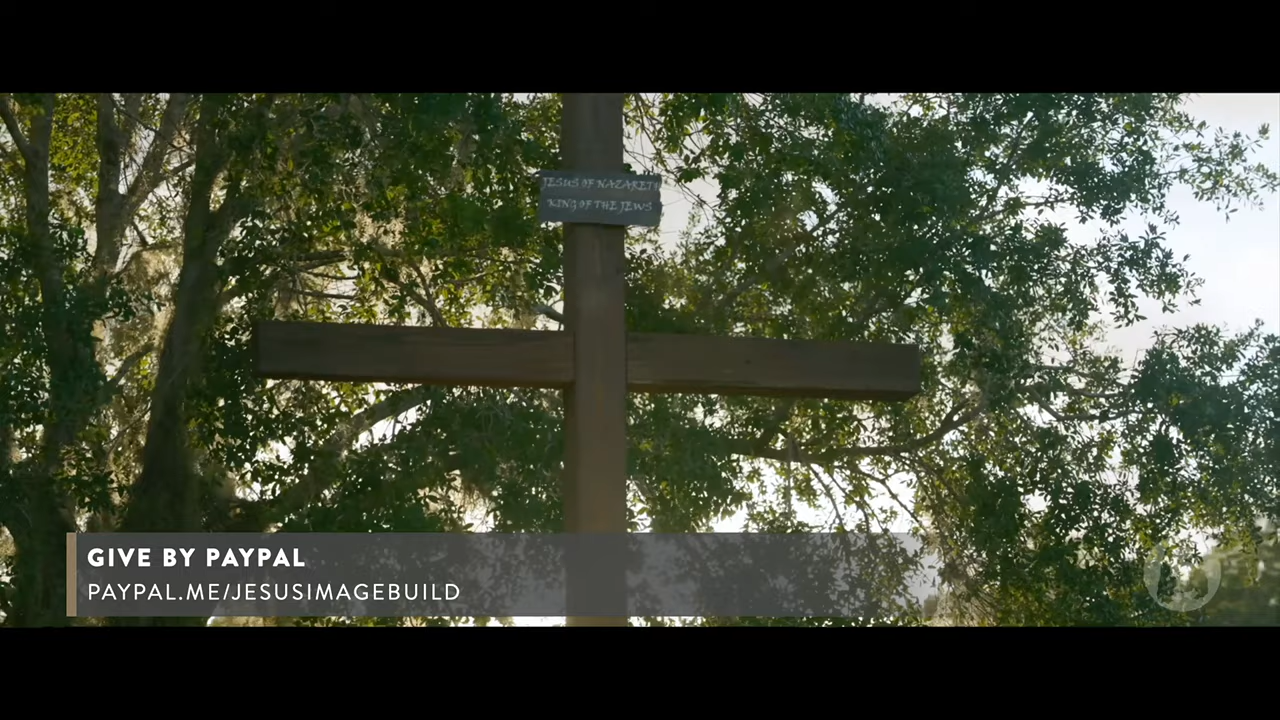 JESUS OF NAZARETH
KING OF THE JEWS
GIVE BY PAYPAL
PAYPAL.ME/JESUSIMAGEBUILD